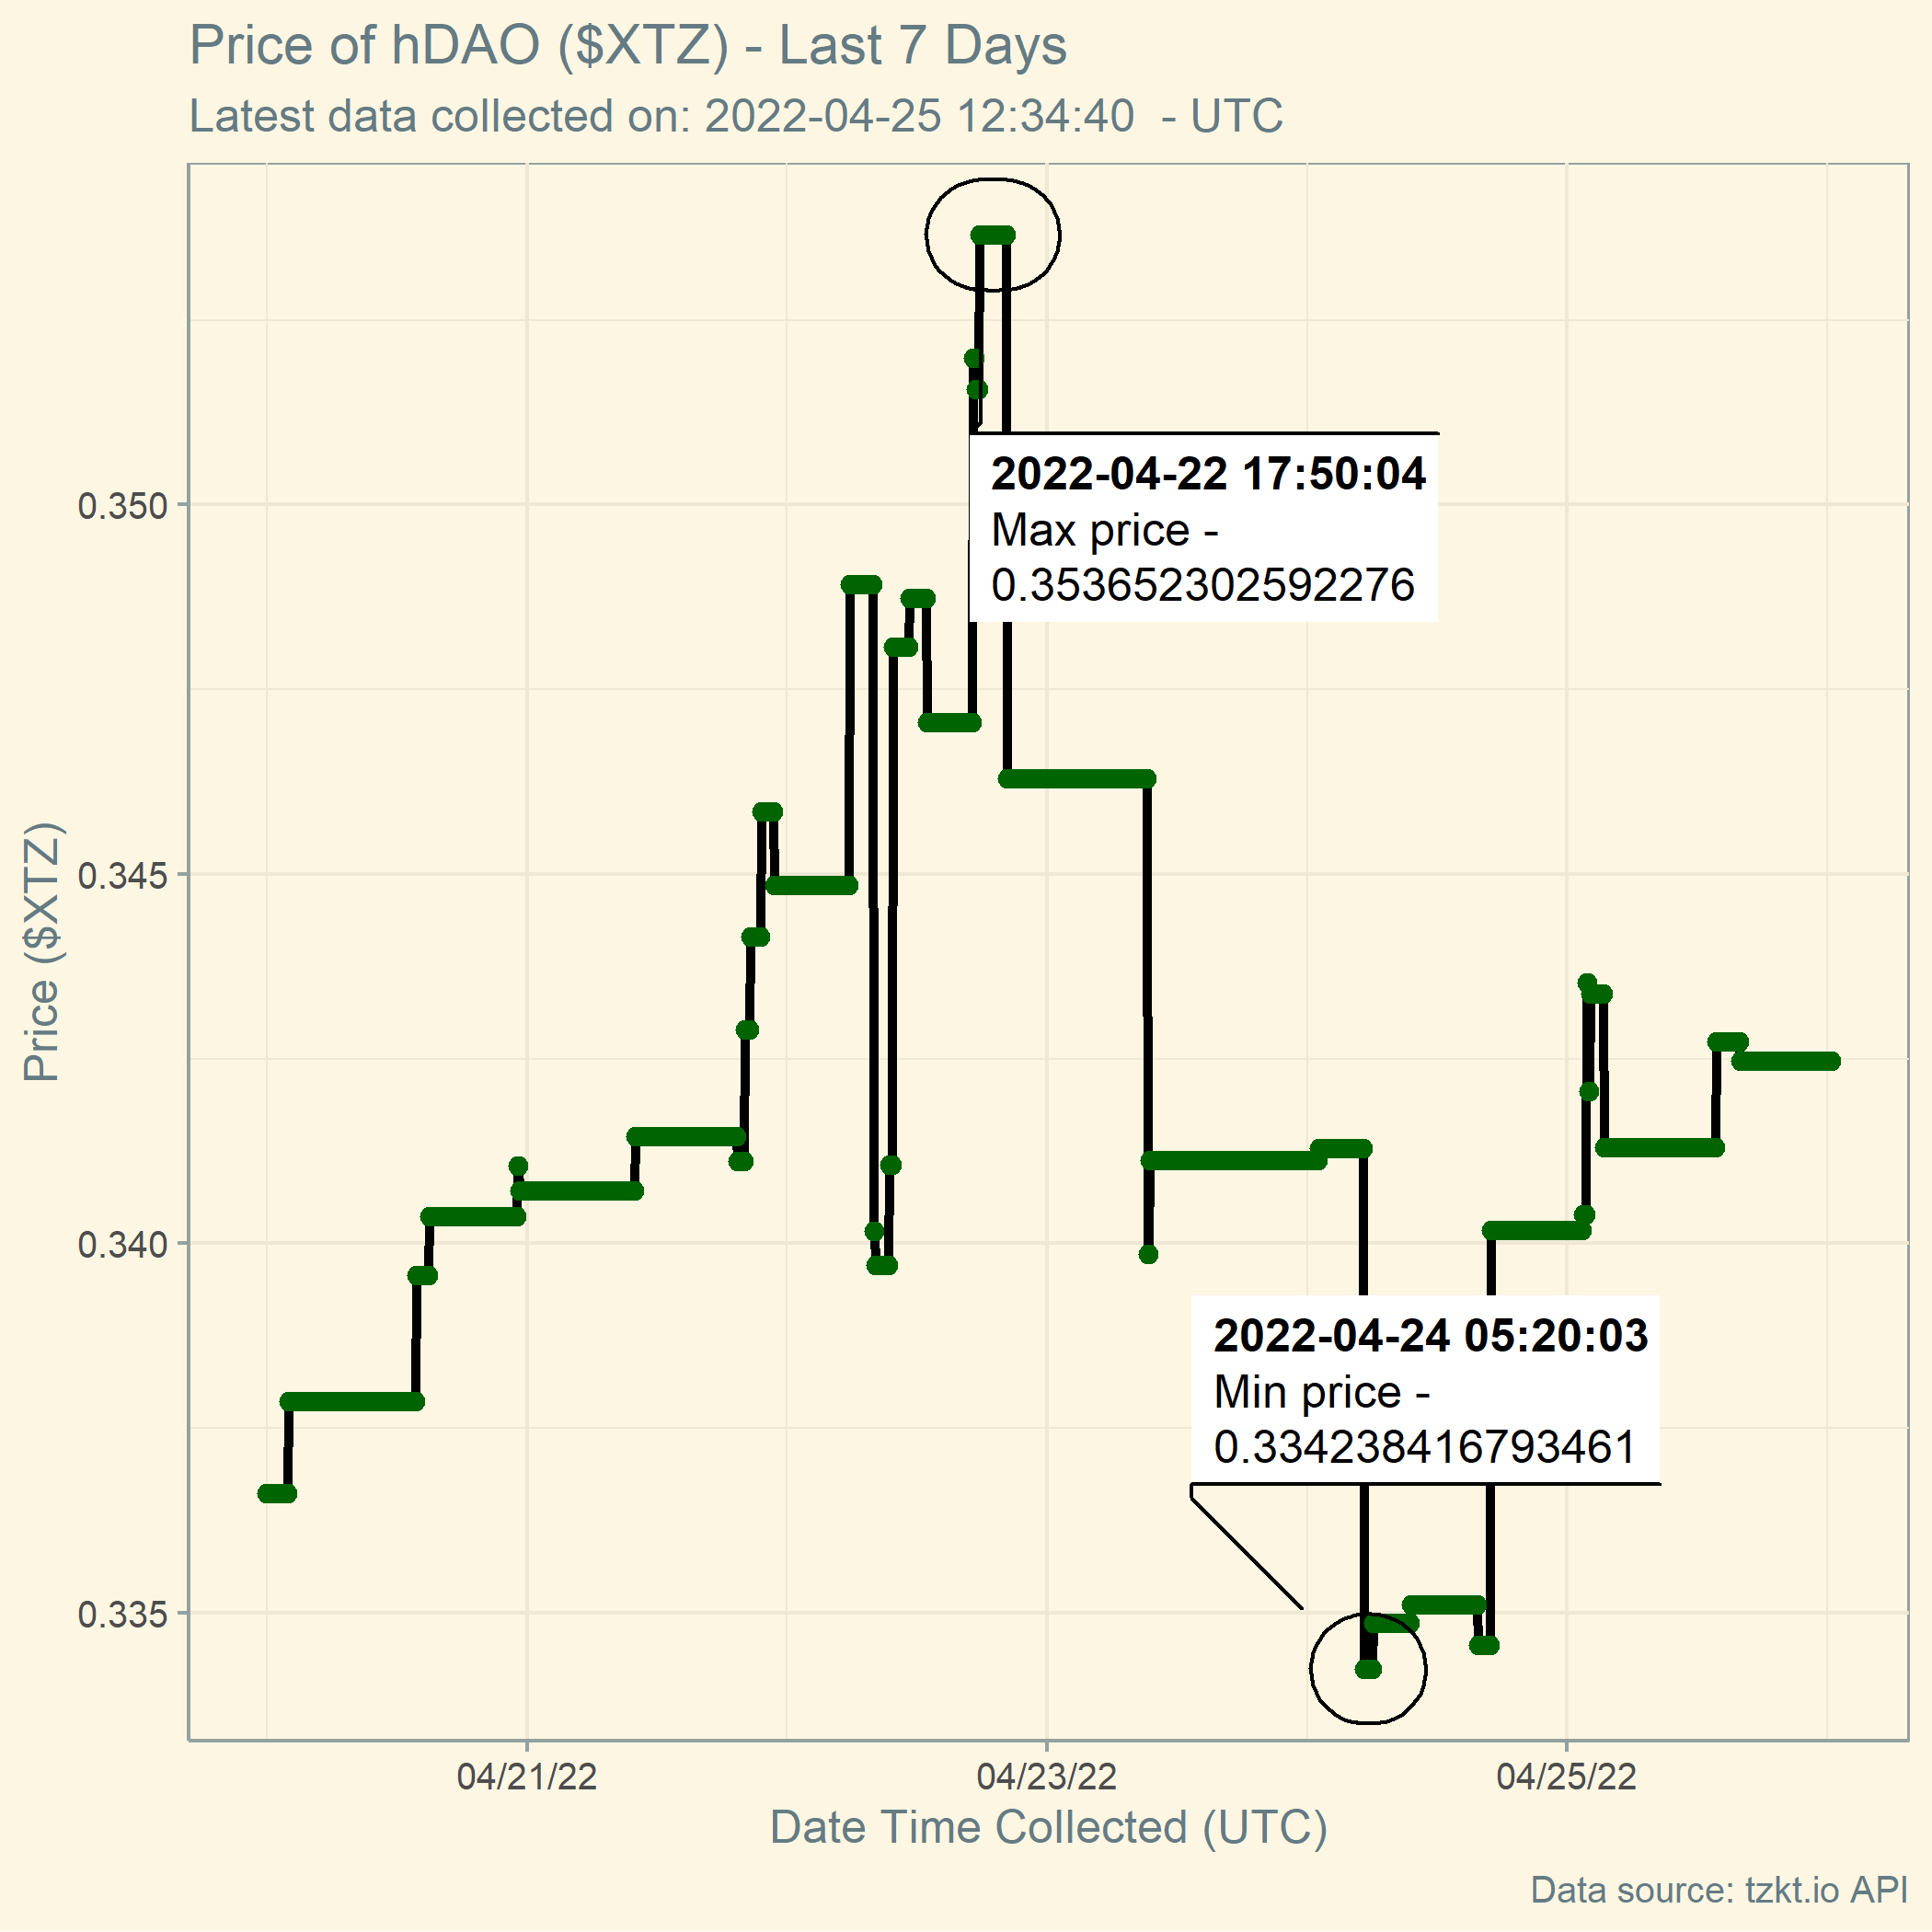 Price of hDAO ($XTZ) - Last 7 Days
Latest data collected on: 2022-04-25 12:34:40  - UTC
2022-04-22 17:50:04
Max price -
0.353652302592276
0.350
0.345
Price ($XTZ)
0.340
2022-04-24 05:20:03
Min price -
0.334238416793461
0.335
04/21/22
04/23/22
04/25/22
Date Time Collected (UTC)
Data source: tzkt.io API